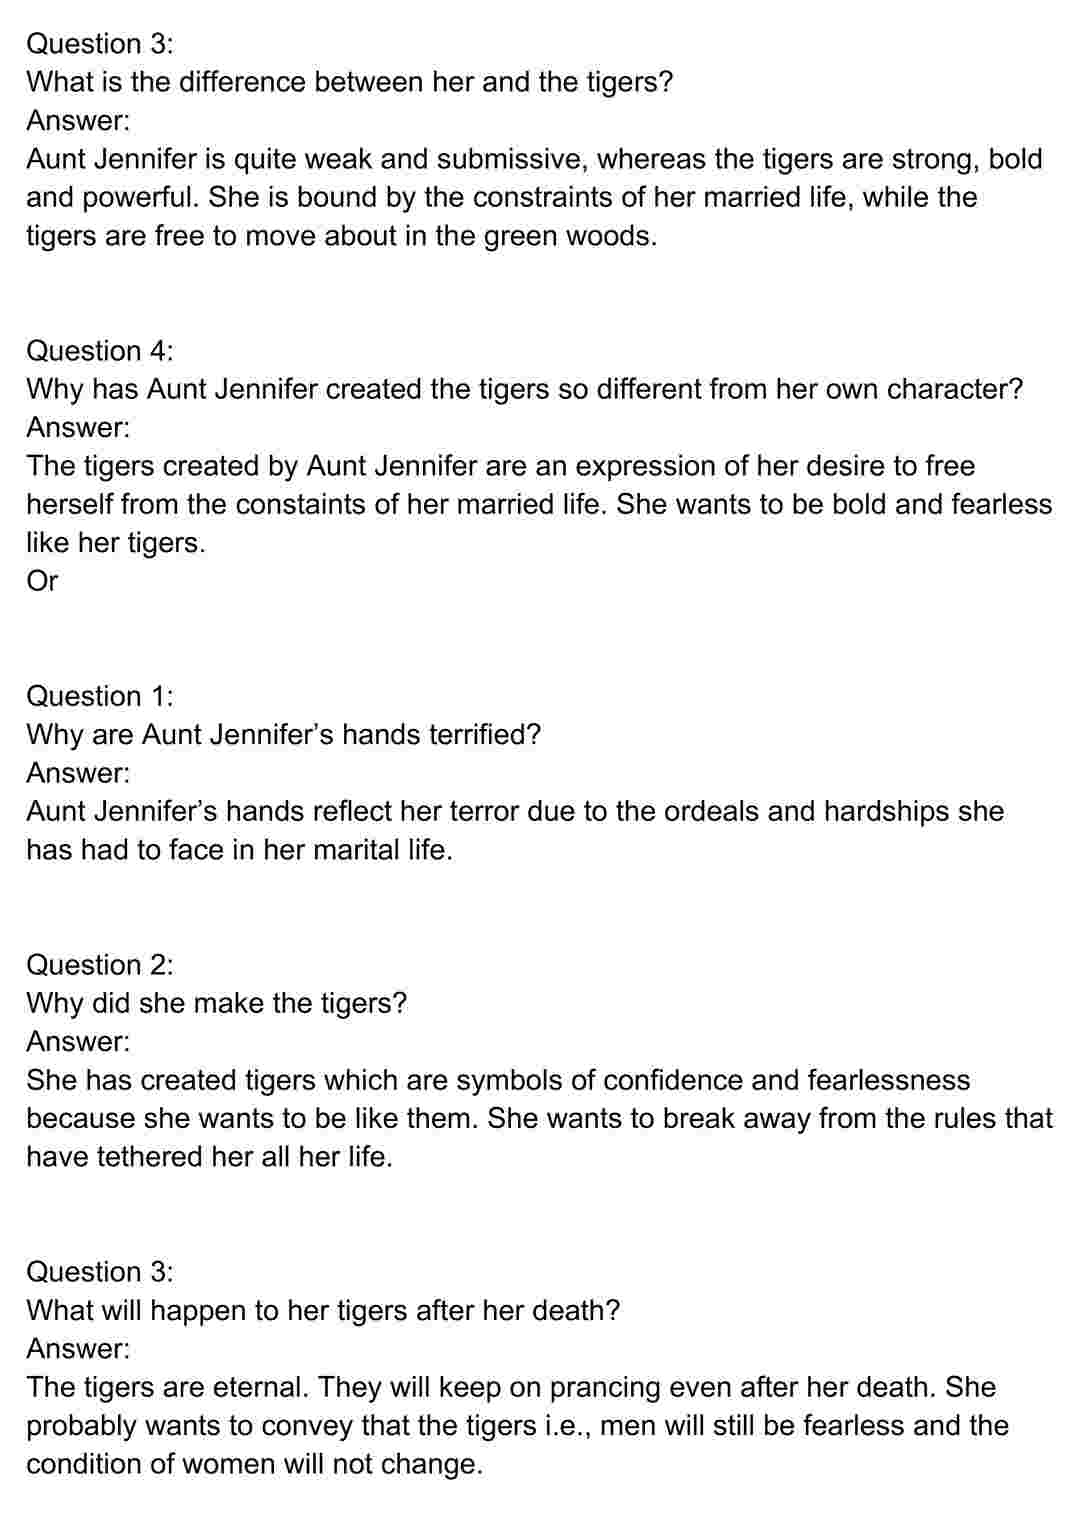 Question 3:
What is the difference between her and the tigers?
Answer:
Aunt Jennifer is quite weak and submissive, whereas the tigers are strong, bold
and powerful. She is bound by the constraints of her married life, while the
tigers are free to move about in the green woods.
Question 4:
Why has Aunt Jennifer created the tigers so different from her own character?
Answer:
The tigers created by Aunt Jennifer are an expression of her desire to free
herself from the constaints of her married life. She wants to be bold and fearless
like her tigers.
Or
Question 1:
Why are Aunt Jennifer’s hands terrified?
Answer:
Aunt Jennifer’s hands reflect her terror due to the ordeals and hardships she
has had to face in her marital life.
Question 2:
Why did she make the tigers?
Answer:
She has created tigers which are symbols of confidence and fearlessness
because she wants to be like them. She wants to break away from the rules that
have tethered her all her life.
Question 3:
What will happen to her tigers after her death?
Answer:
The tigers are eternal. They will keep on prancing even after her death. She
probably wants to convey that the tigers i.e., men will still be fearless and the
condition of women will not change.